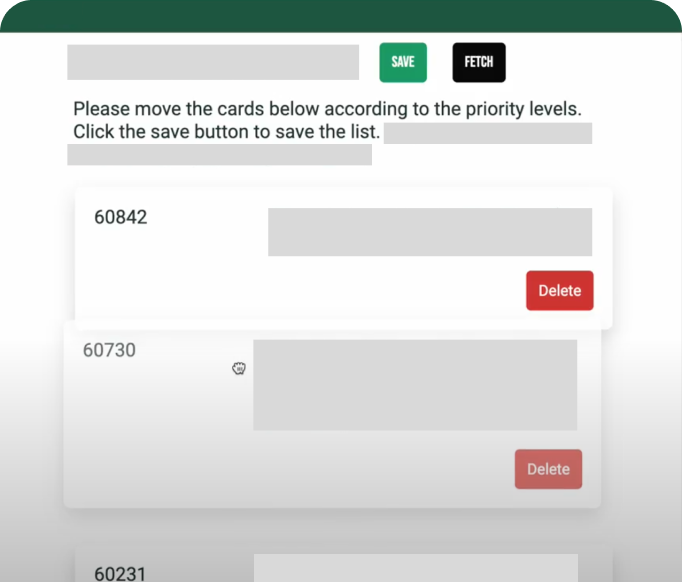 SAVE FETCH
Please move the cards below according to the priority levels.
Click the save button to save the list.
60842
Delete
60730
Delete
60231